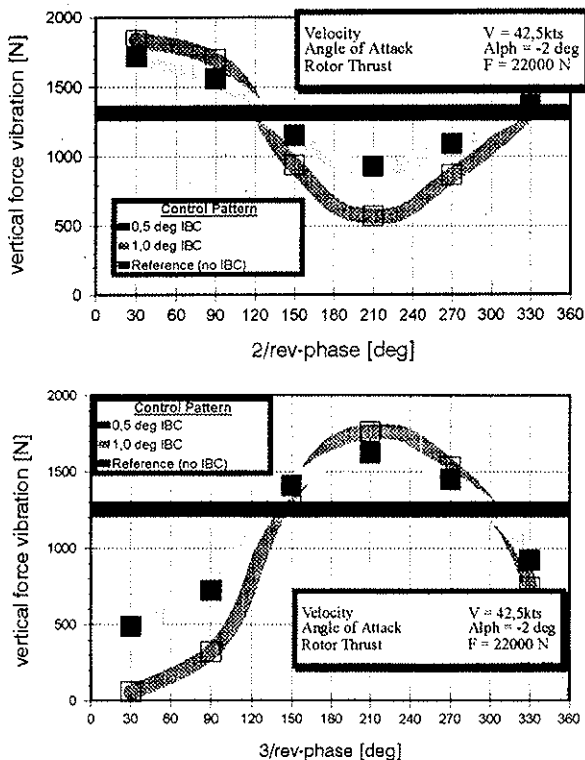 vertical force vibration [N]
2000
1500
1000
500
0
Velocity V = 42,5kts
Angle of Attack Alph = -2 deg
Rotor Thrust F = 22000 N
Control Pattern
0,5 deg IBC
1,0 deg IBC
Reference (no IBC)
0 30 60 90 120 150 180 210 240 270 300 330 360
2/rev-phase [deg]
vertical force vibration [N]
2000
1500
1000
500
0
Control Pattern
0,5 deg IBC
1,0 deg IBC
Reference (no IBC)
Velocity V = 42,5kts
Angle of Attack Alph = -2 deg
Rotor Thrust F = 22000 N
0 30 60 90 120 150 180 210 240 270 300 330 360
3/rev-phase [deg]